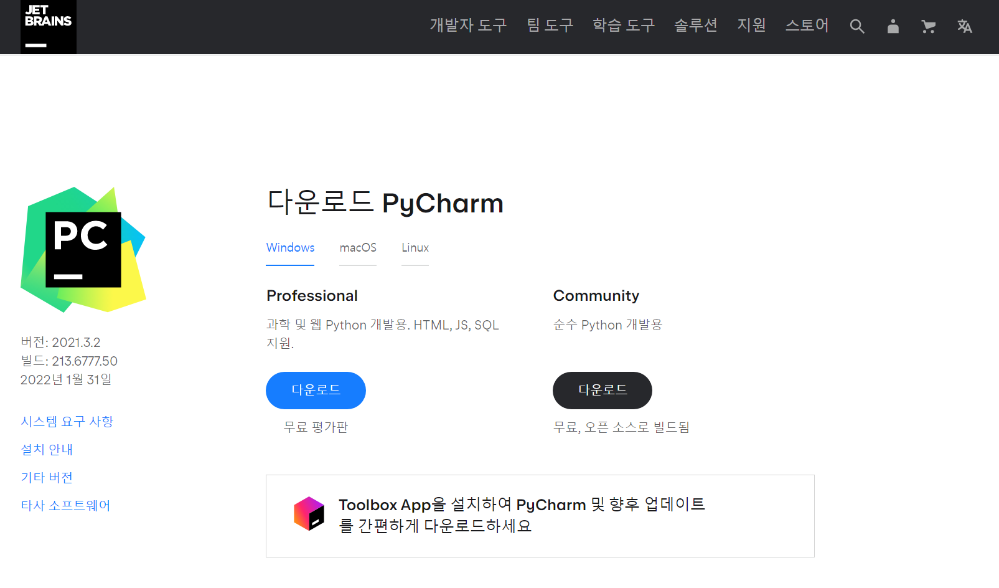 JET
BRAINS
개발자 도구 팀 도구 학습 도구 솔루션 지원 스토어
PC
다운로드 PyCharm
Windows macOS Linux
Professional
과학 및 웹 Python 개발용. HTML, JS, SQL
지원.
다운로드
무료 평가판
Community
순수 Python 개발용
다운로드
무료, 오픈 소스로 빌드됨
버전: 2021.3.2
빌드: 213.6777.50
2022년 1월 31일
시스템 요구 사항
설치 안내
기타 버전
타사 소프트웨어
Toolbox App을 설치하여 PyCharm 및 향후 업데이트
를 간편하게 다운로드하세요